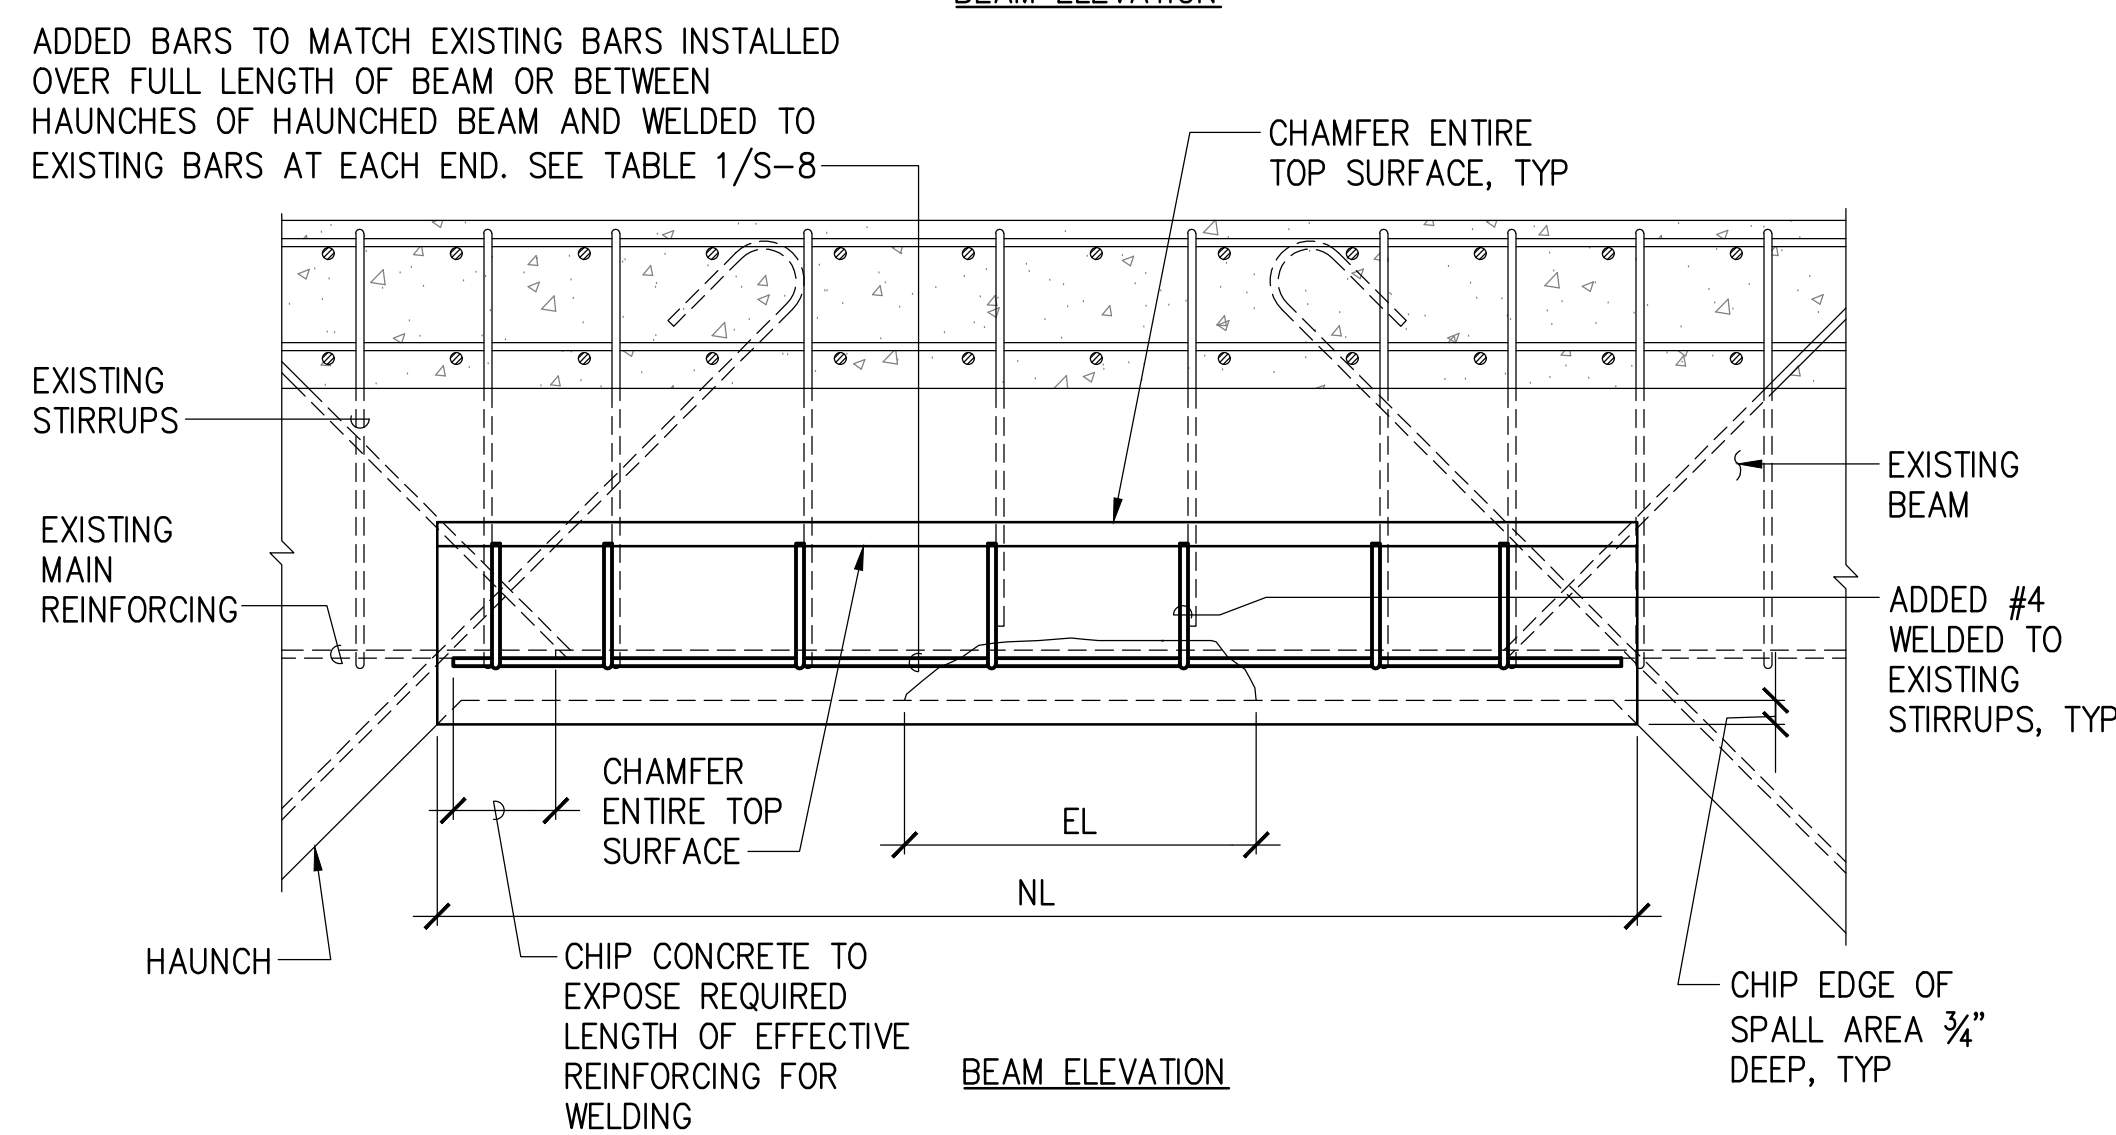 BEAM ELEVATION
ADDED BARS TO MATCH EXISTING BARS INSTALLED
OVER FULL LENGTH OF BEAM OR BETWEEN
HAUNCHES OF HAUNCHED BEAM AND WELDED TO
EXISTING BARS AT EACH END. SEE TABLE 1/S-8
CHAMFER ENTIRE
TOP SURFACE, TYP
EXISTING
STIRRUPS
EXISTING
MAIN
REINFORCING
EXISTING
BEAM
ADDED #4
WELDED TO
EXISTING
STIRRUPS, TYP
CHAMFER
ENTIRE TOP
SURFACE
EL
NL
HAUNCH
CHIP CONCRETE TO
EXPOSE REQUIRED
LENGTH OF EFFECTIVE
REINFORCING FOR
WELDING
CHIP EDGE OF
SPALL AREA ¾"
DEEP, TYP
BEAM ELEVATION